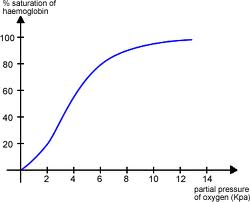 % saturation of
haemoglobin
100
80
60
40
20
2 4 6 8 10 12 14
partial pressure
of oxygen (Kpa)